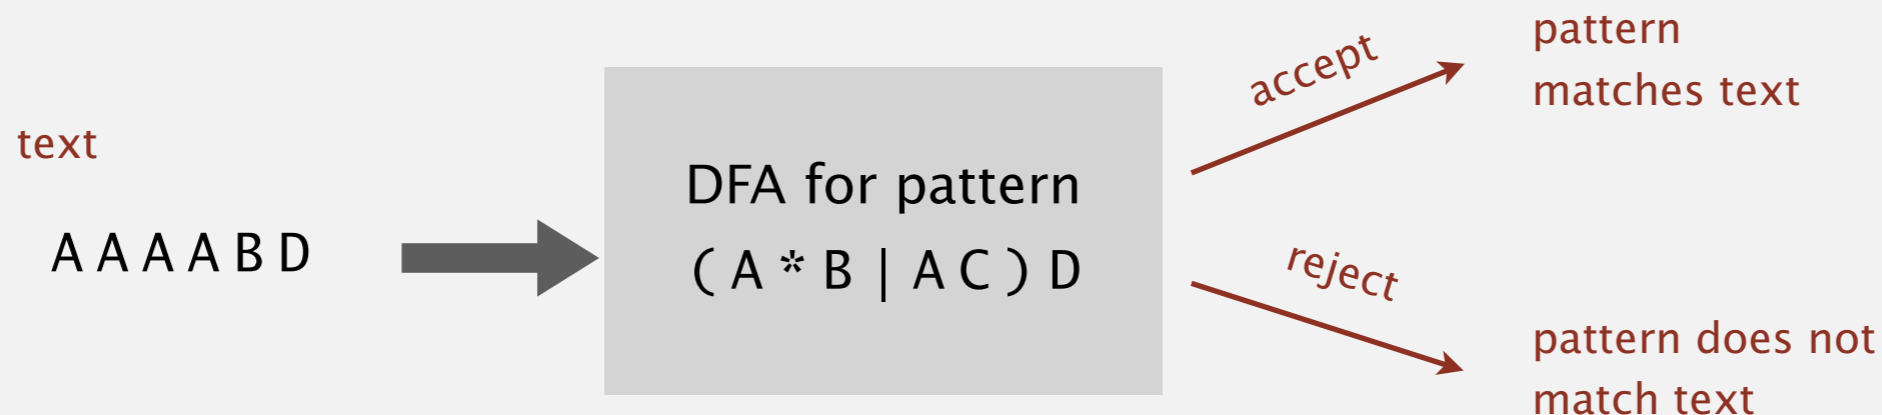 text
A A A A B D
DFA for pattern
( A * B | A C ) D
accept
pattern
matches text
reject
pattern does not
match text